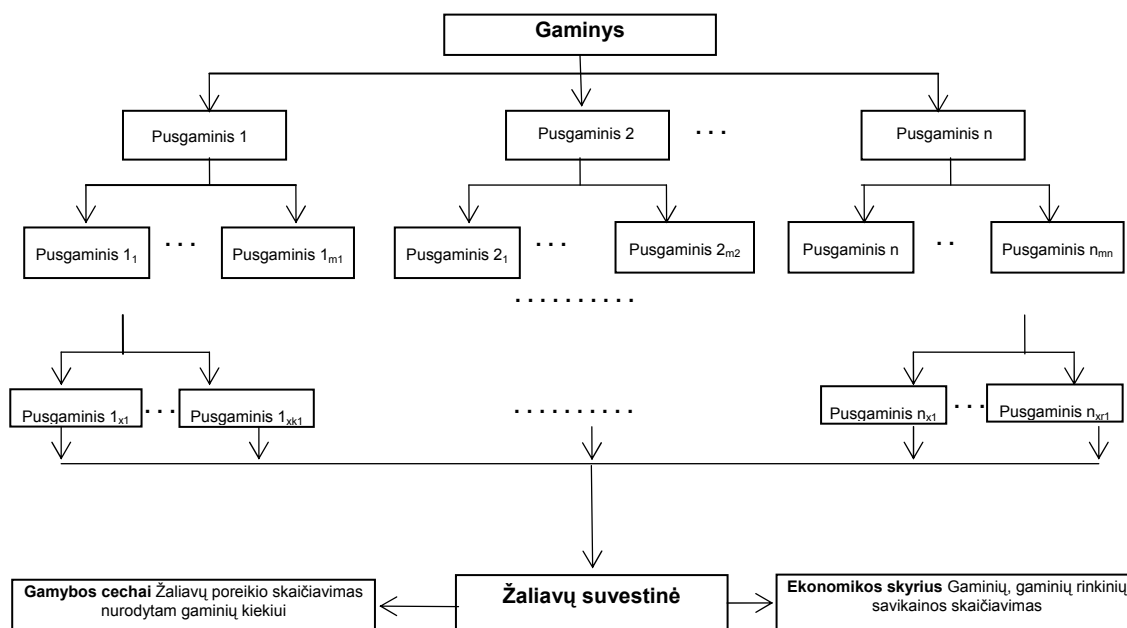 Gaminys
Pusgaminis 1
Pusgaminis 2
. . .
Pusgaminis n
Pusgaminis 1₁
. . .
Pusgaminis 1ₘ₁
Pusgaminis 2₁
. . .
Pusgaminis 2ₘ₂
Pusgaminis n
. .
Pusgaminis nₘₙ
. . . . . . . . . .
Pusgaminis 1ₓ₁
. . .
Pusgaminis 1ₓₖ₁
. . . . . . . . . .
Pusgaminis nₓ₁
. . .
Pusgaminis nₓᵣ₁
Gamybos cechai Žaliavų poreikio skaičiavimas
nurodytam gaminių kiekiui
Žaliavų suvestinė
Ekonomikos skyrius Gaminių, gaminių rinkinių
savikainos skaičiavimas